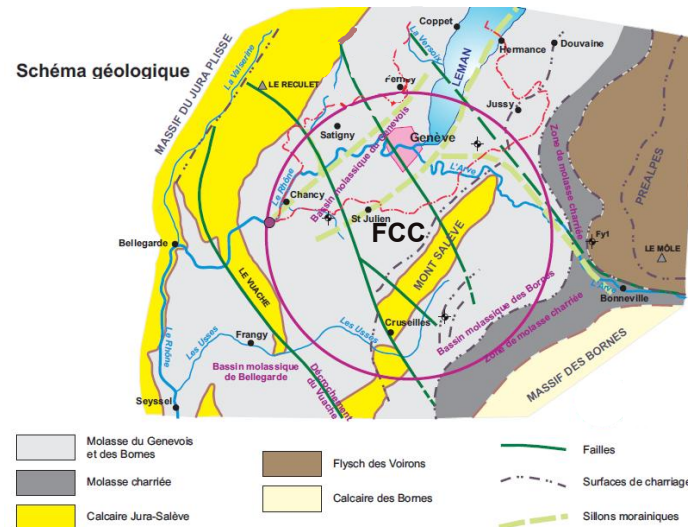 Schéma géologique
Coppet
La Versoix
Hermance
Douvaine
LEMAN
La Valserine
LE RECULET
MASSIF DU JURA PLISSE
Satigny
Genève
Jussy
Bassin molassique du Genevois
Zone de molasse charriée
PREALPES
L'Arve
Le Rhône
Chancy
St Julien
FCC
Fy1
LE MÔLE
Bellegarde
MONT SALÈVE
LE VUACHE
L'Arve
Bonneville
Bassin molassique des Bornes
Zone de molasse charriée
Cruseilles
Frangy
Les Usses
Les Usses
Le Rhône
MASSIF DES BORNES
Bassin molassique
de Bellegarde
Décrochement
du Vuache
Seyssel
Molasse du Genevois
et des Bornes
Molasse charriée
Calcaire Jura-Salève
Flysch des Voirons
Calcaire des Bornes
Failles
Surfaces de charriage
Sillons morainiques